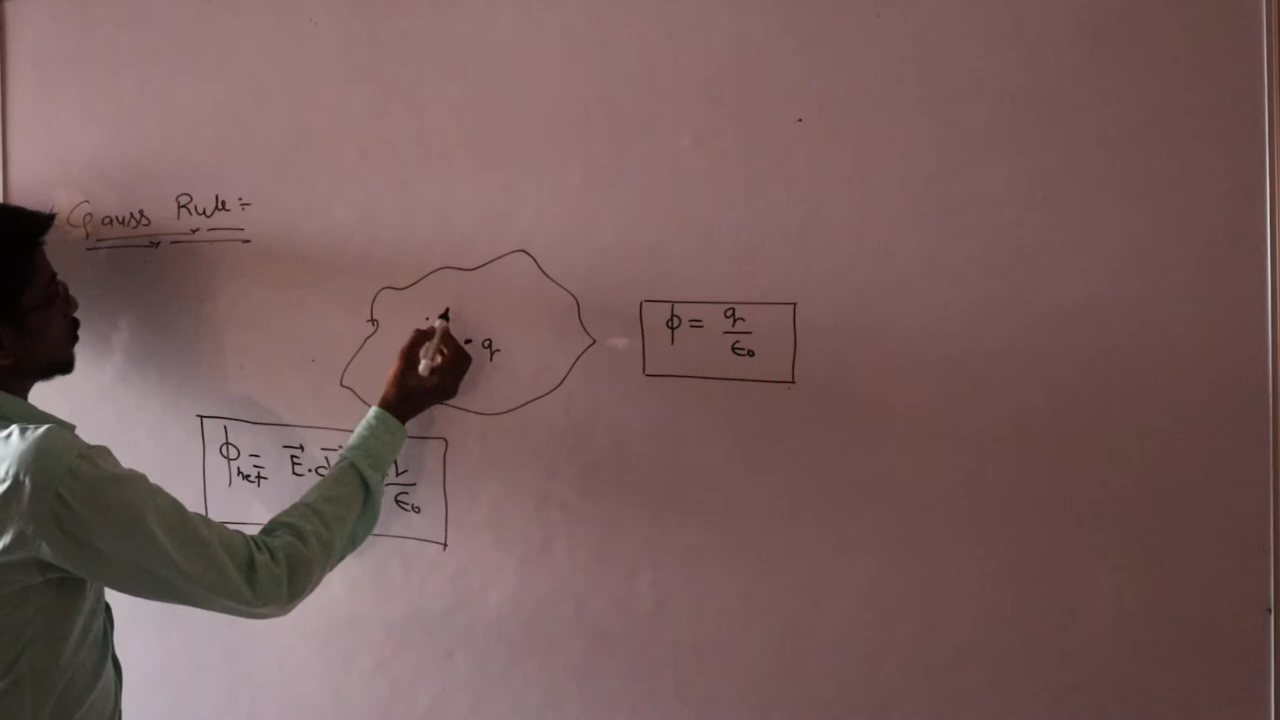 Gauss Rule :-
q
ϕ = q/ϵ₀
ϕnet = E⃗.d
ϵ₀